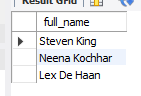 Result Grid
full_name
Steven King
Neena Kochhar
Lex De Haan